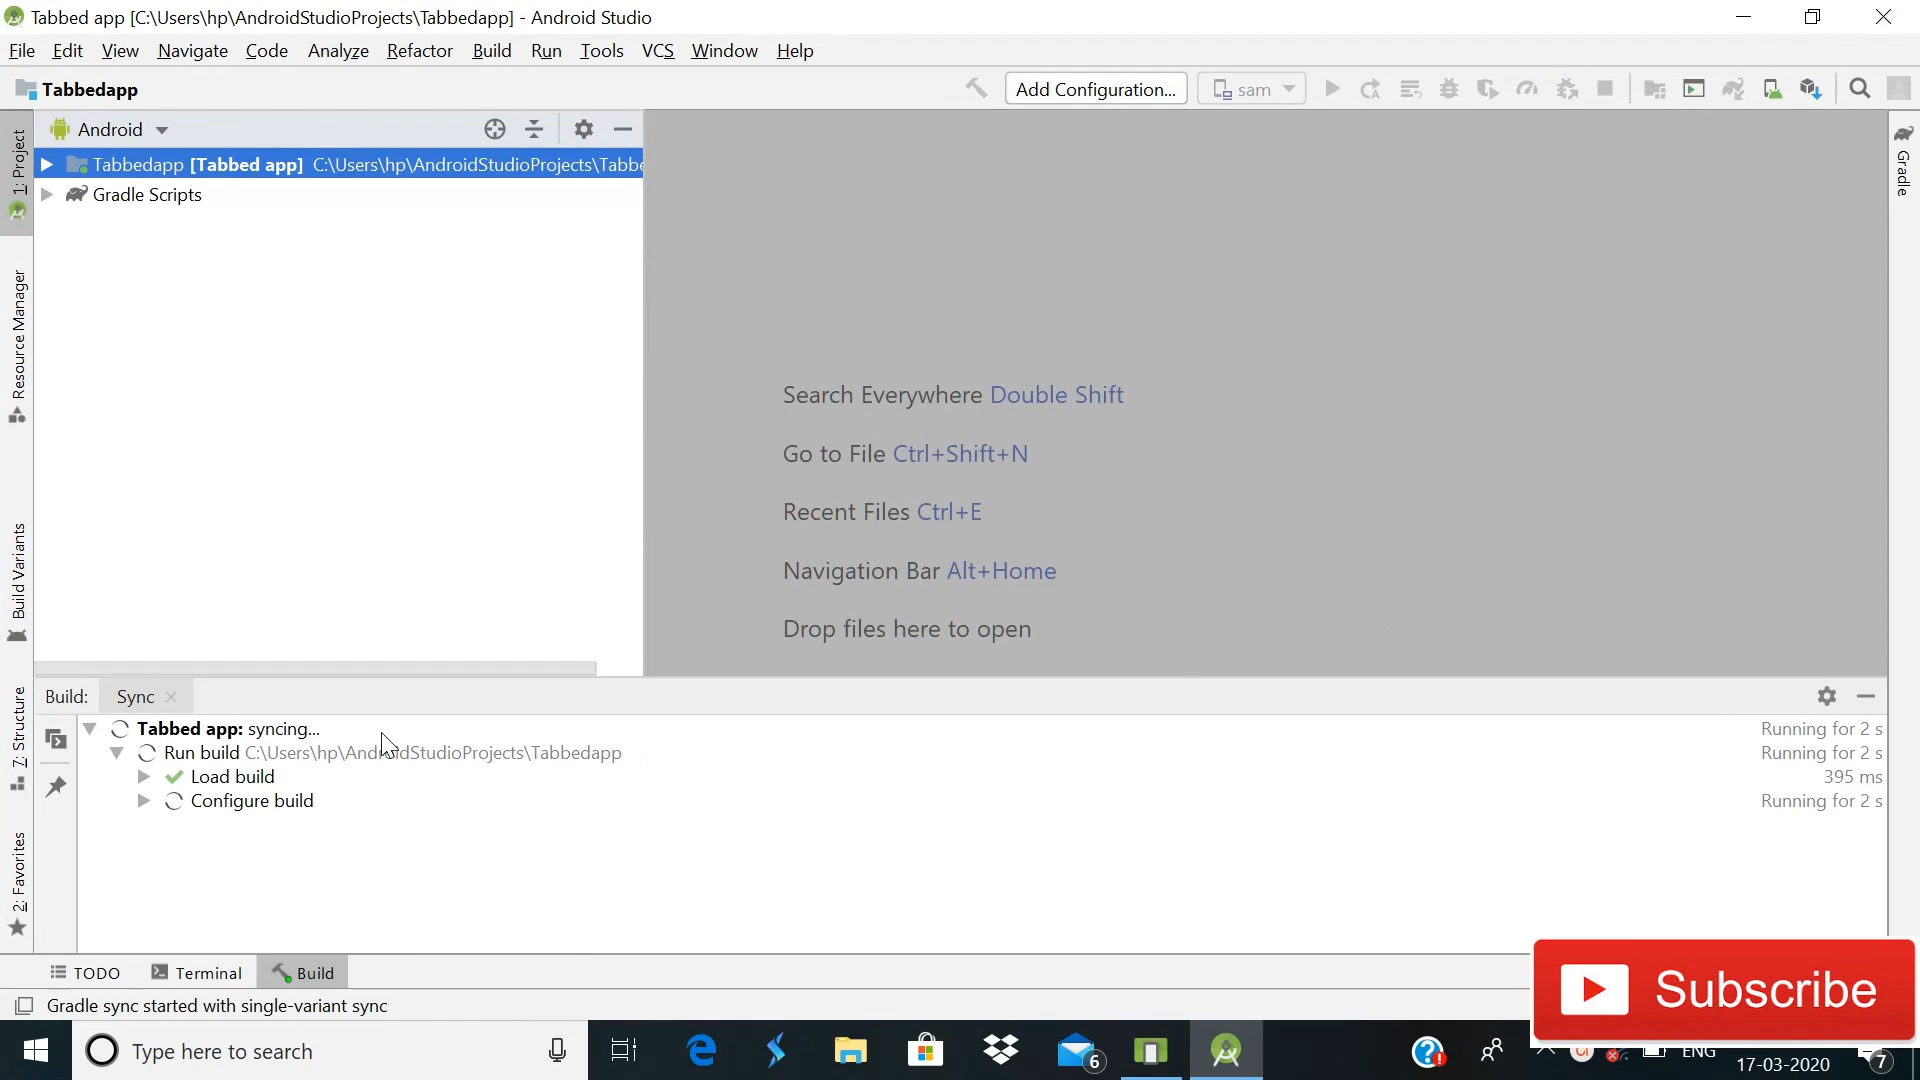 Tabbed app [C:\Users\hp\AndroidStudioProjects\Tabbedapp] - Android Studio
File Edit View Navigate Code Analyze Refactor Build Run Tools VCS Window Help
Tabbedapp
Add Configuration...
sam
Android
Tabbedapp [Tabbed app] C:\Users\hp\AndroidStudioProjects\Tabbe
Gradle Scripts
1: Project
Resource Manager
Build Variants
7: Structure
2: Favorites
Gradle
Search Everywhere Double Shift
Go to File Ctrl+Shift+N
Recent Files Ctrl+E
Navigation Bar Alt+Home
Drop files here to open
Build: Sync
Tabbed app: syncing... Running for 2 s
Run build C:\Users\hp\AndroidStudioProjects\Tabbedapp Running for 2 s
Load build 395 ms
Configure build Running for 2 s
TODO Terminal Build
Gradle sync started with single-variant sync
Subscribe
Type here to search
6
ENG
17-03-2020
7